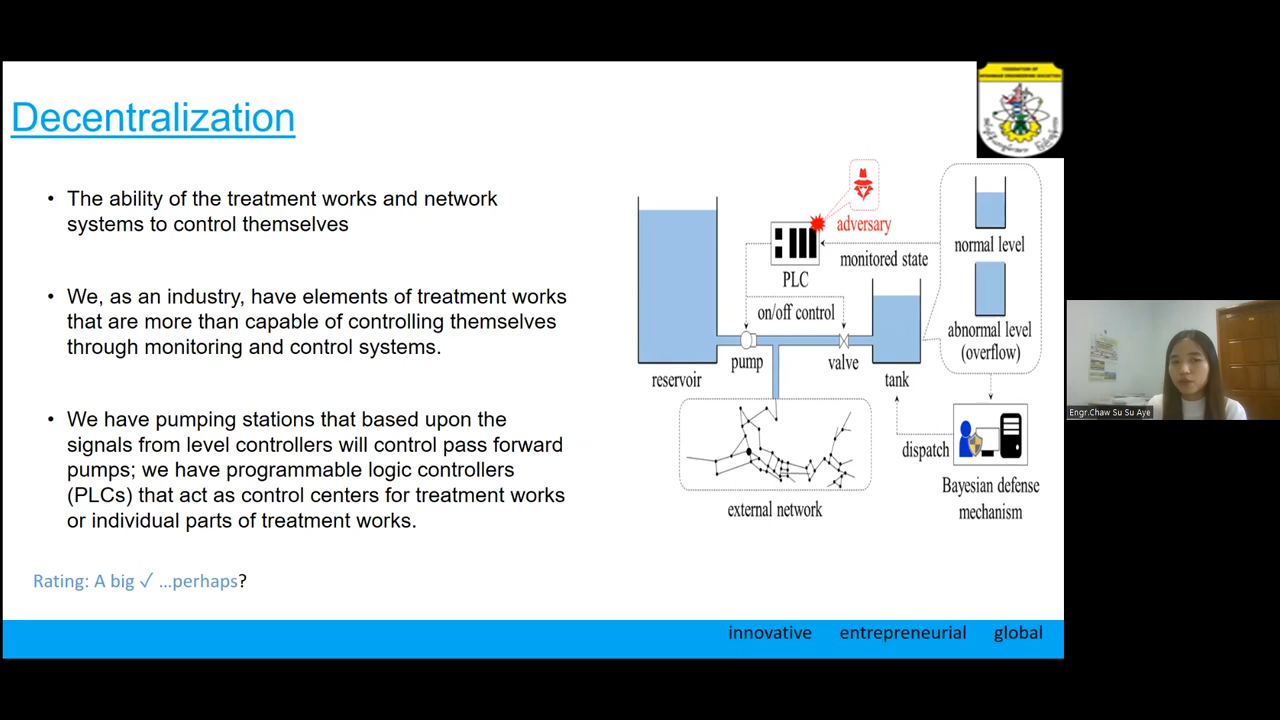 Decentralization
• The ability of the treatment works and network
systems to control themselves
• We, as an industry, have elements of treatment works
that are more than capable of controlling themselves
through monitoring and control systems.
• We have pumping stations that based upon the
signals from level controllers will control pass forward
pumps; we have programmable logic controllers
(PLCs) that act as control centers for treatment works
or individual parts of treatment works.
Rating: A big ✓ …perhaps?
FEDERATION OF
MYANMAR ENGINEERING SOCIETIES
adversary
PLC
monitored state
on/off control
normal level
abnormal level
(overflow)
pump
valve
reservoir
tank
dispatch
external network
Bayesian defense
mechanism
innovative entrepreneurial global
Engr.Chaw Su Su Aye